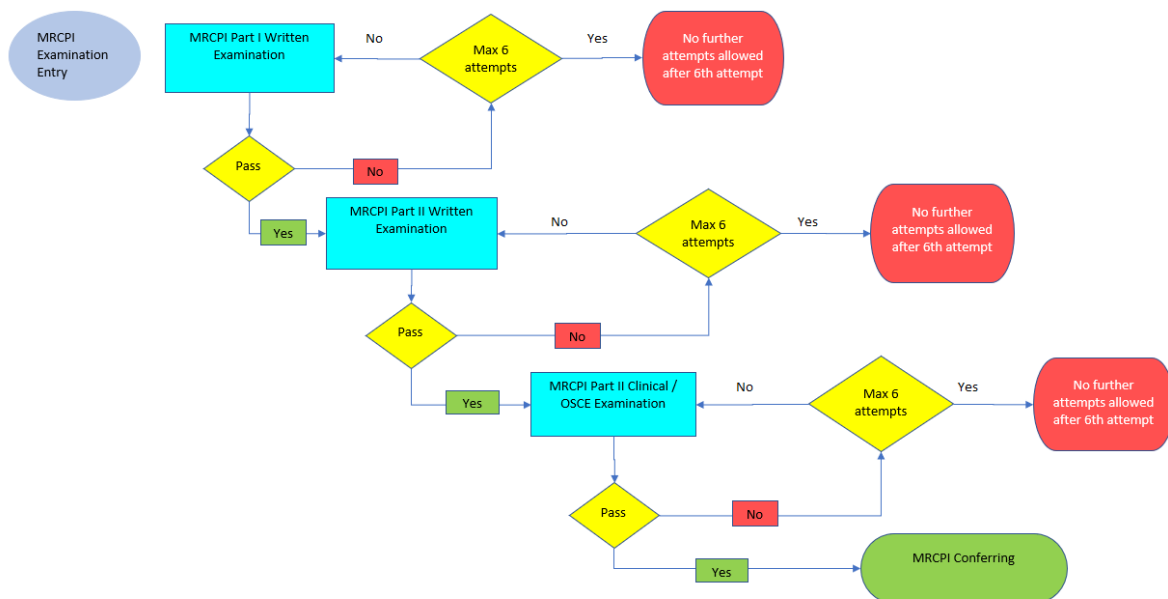 MRCPI
Examination
Entry
MRCPI Part I Written
Examination
No
Max 6
attempts
Yes
No further
attempts allowed
after 6th attempt
Pass
No
Yes
MRCPI Part II Written
Examination
No
Max 6
attempts
Yes
No further
attempts allowed
after 6th attempt
Pass
No
Yes
MRCPI Part II Clinical /
OSCE Examination
No
Max 6
attempts
Yes
No further
attempts allowed
after 6th attempt
Pass
No
Yes
MRCPI Conferring